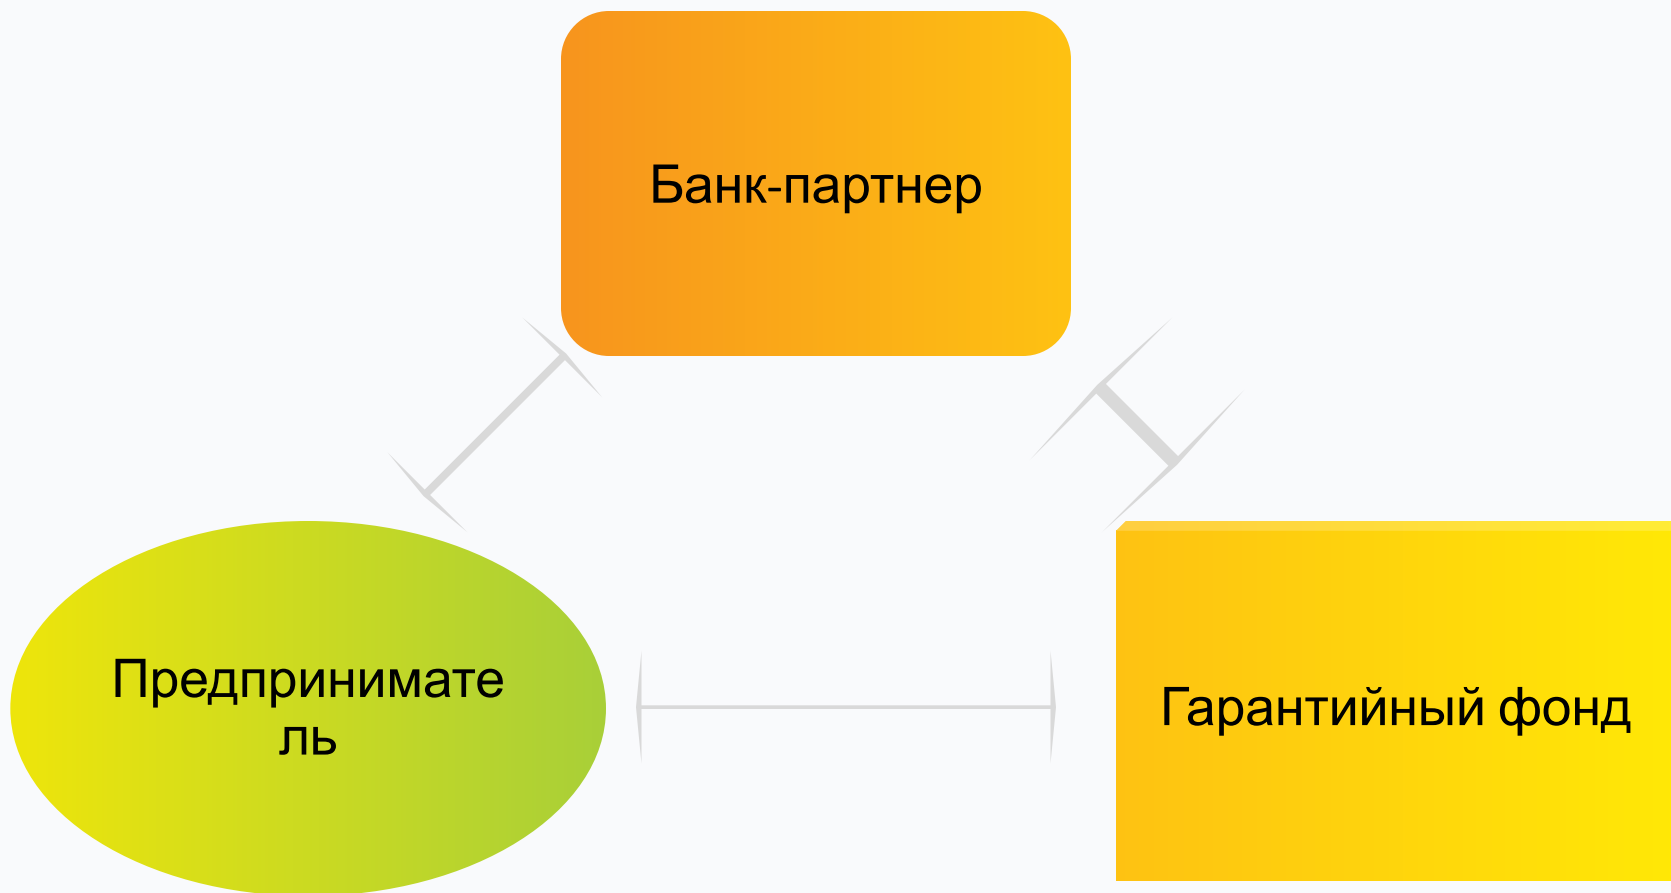 Банк-партнер
Предпринимате
ль
Гарантийный фонд